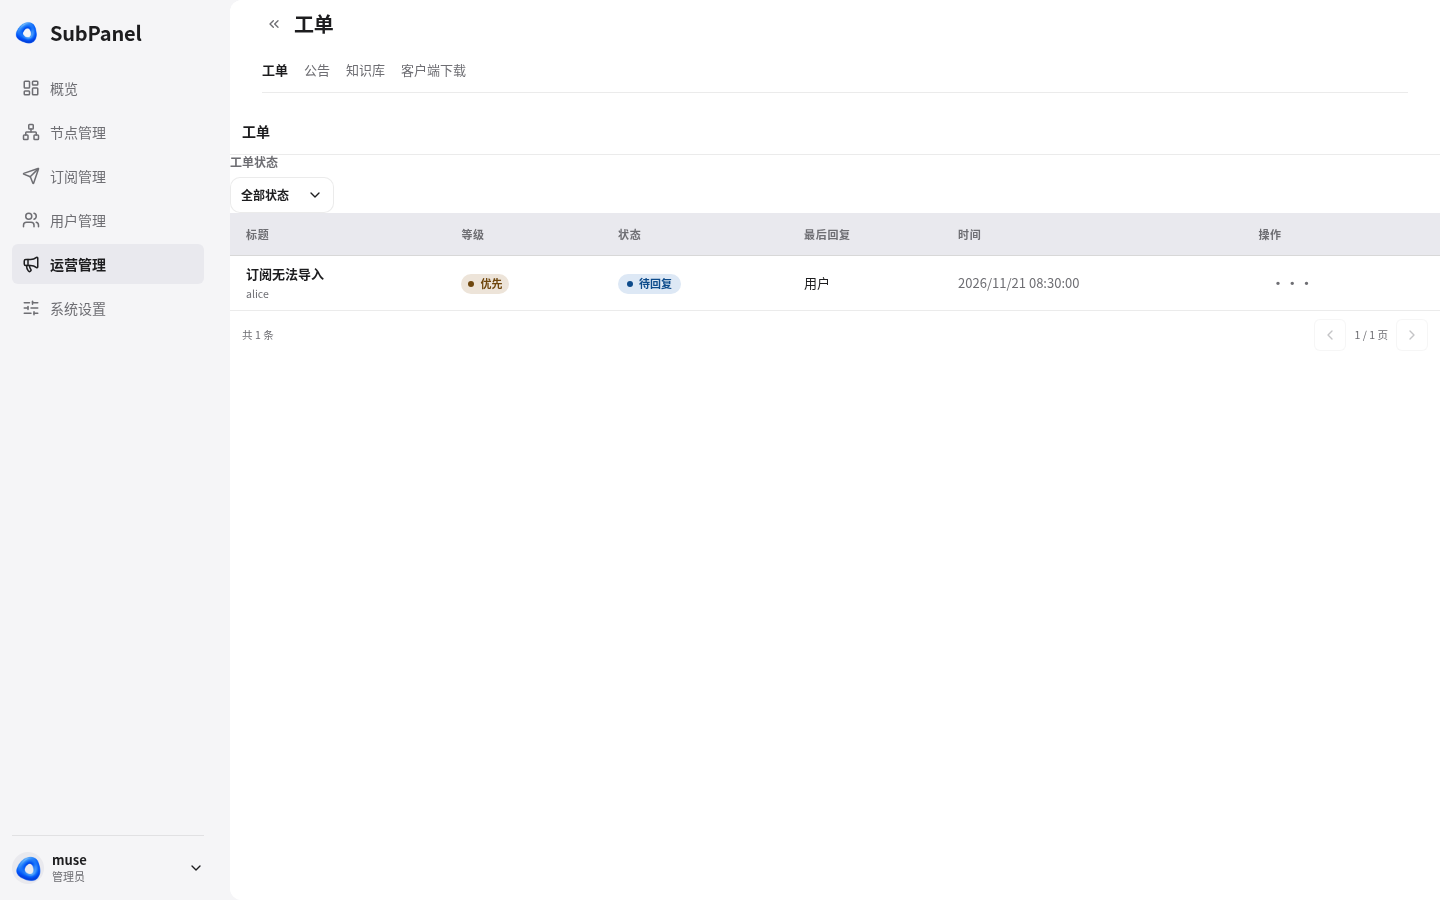 SubPanel
概览
节点管理
订阅管理
用户管理
运营管理
系统设置
muse
管理员
工单
工单 公告 知识库 客户端下载
工单
工单状态
全部状态
标题 等级 状态 最后回复 时间 操作
订阅无法导入 优先 待回复 用户 2026/11/21 08:30:00
alice
共 1 条 1 / 1 页